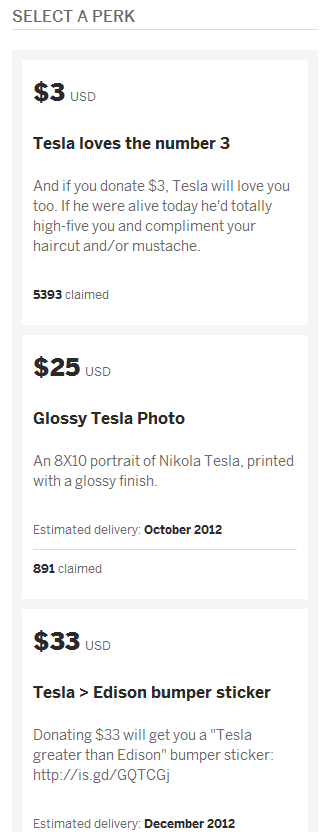 SELECT A PERK
$3 USD
Tesla loves the number 3
And if you donate $3, Tesla will love you
too. If he were alive today he'd totally
high-five you and compliment your
haircut and/or mustache.
5393 claimed
$25 USD
Glossy Tesla Photo
An 8X10 portrait of Nikola Tesla, printed
with a glossy finish.
Estimated delivery: October 2012
891 claimed
$33 USD
Tesla > Edison bumper sticker
Donating $33 will get you a "Tesla
greater than Edison" bumper sticker:
http://is.gd/GQTCGj
Estimated delivery: December 2012